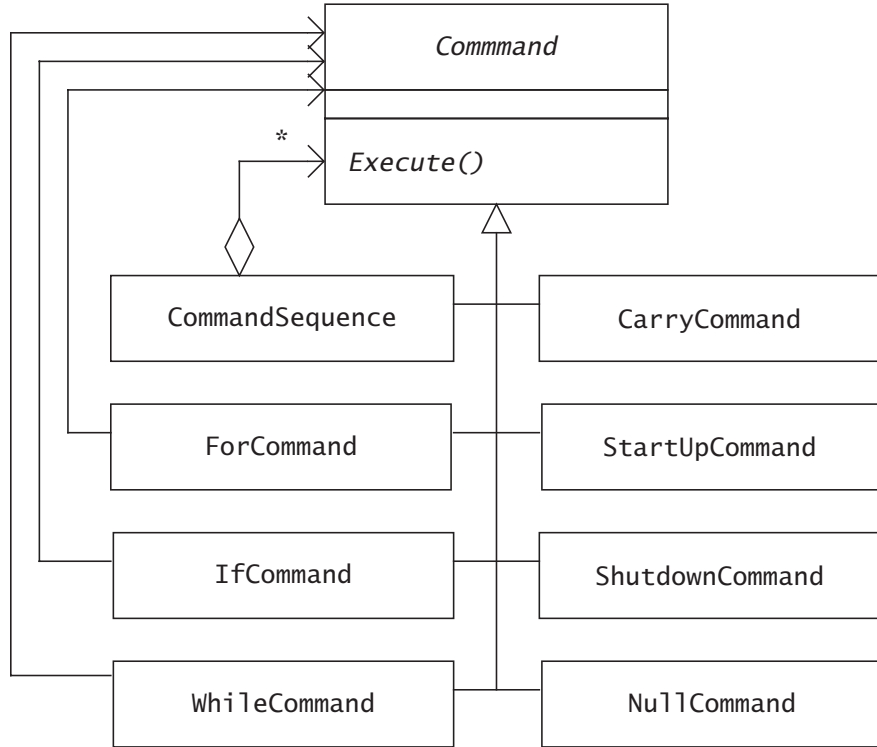 Commmand
*
Execute()
CommandSequence
CarryCommand
ForCommand
StartUpCommand
IfCommand
ShutdownCommand
WhileCommand
NullCommand